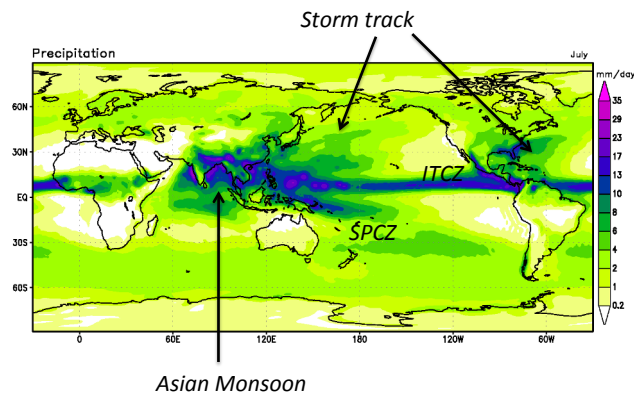 Storm track
Precipitation
July
mm/day
60N
30N
EQ
30S
60S
0
60E
120E
180
120W
60W
35
29
23
17
13
10
8
6
4
2
1
0.2
ITCZ
SPCZ
Asian Monsoon